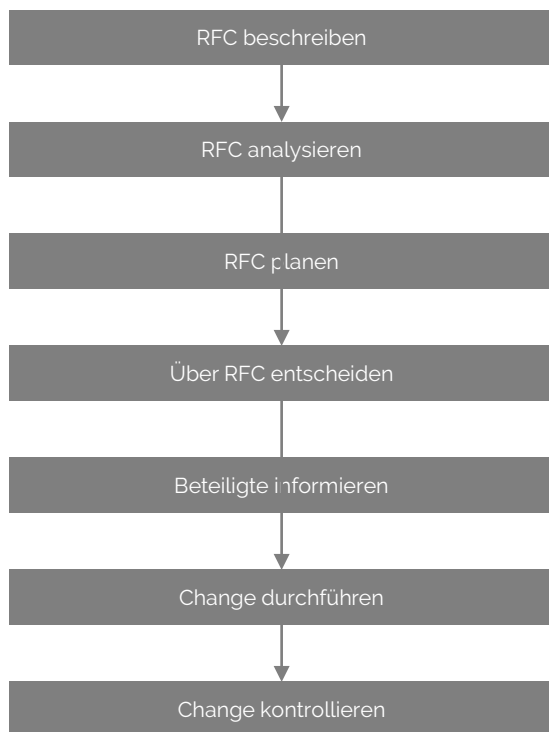 RFC beschreiben
RFC analysieren
RFC planen
Über RFC entscheiden
Beteiligte informieren
Change durchführen
Change kontrollieren